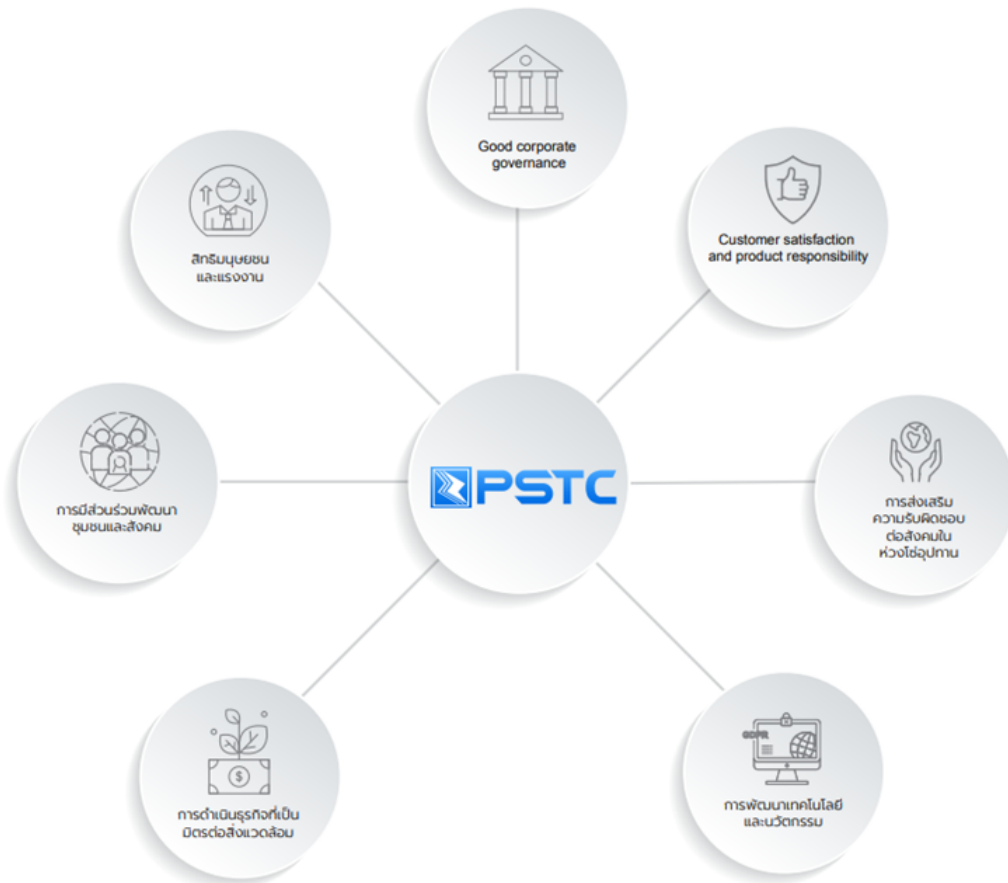 Good corporate
governance
Customer satisfaction
and product responsibility
สิทธิมนุษยชน
และแรงงาน
PSTC
การมีส่วนร่วมพัฒนา
ชุมชนและสังคม
การส่งเสริม
ความรับผิดชอบ
ต่อสังคมใน
ห่วงโซ่อุปทาน
การดำเนินธุรกิจที่เป็น
มิตรต่อสิ่งแวดล้อม
$
GDPR
การพัฒนาเทคโนโลยี
และนวัตกรรม